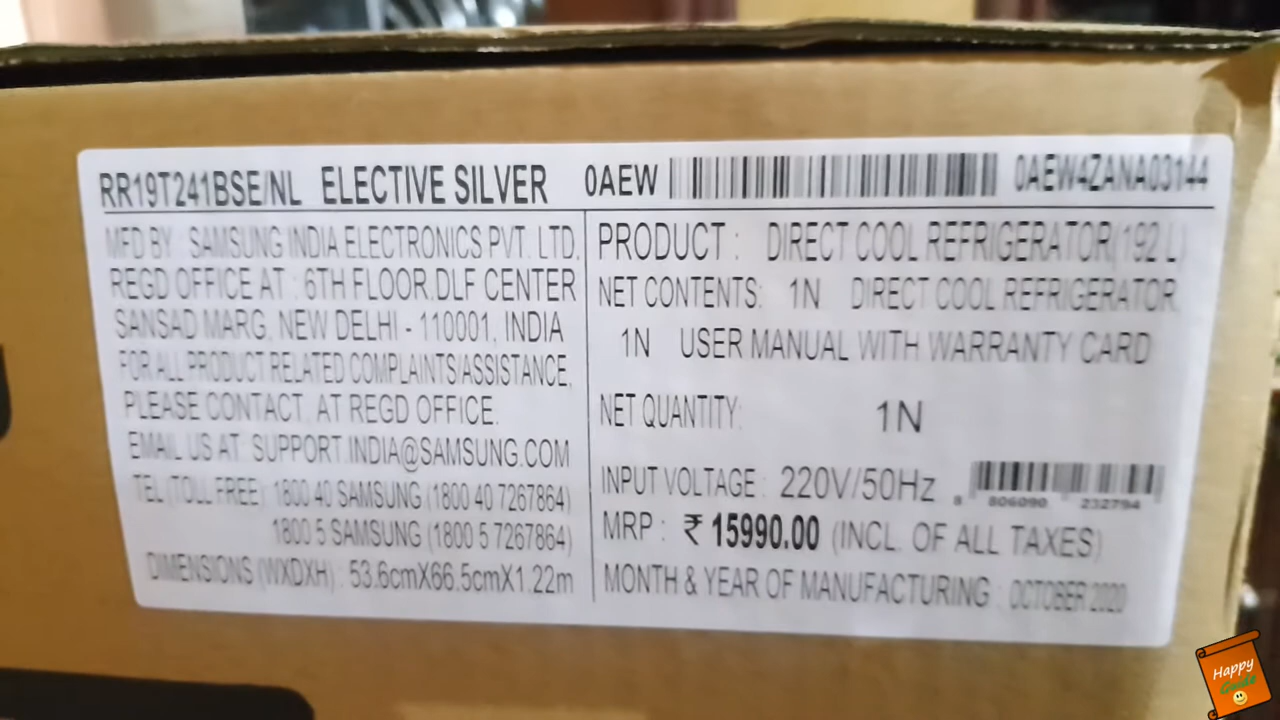 RR19T241BSE/NL ELECTIVE SILVER 0AEW 0AEW4ZANA03144
MFD BY : SAMSUNG INDIA ELECTRONICS PVT. LTD.
REGD OFFICE AT : 6TH FLOOR,DLF CENTER
SANSAD MARG, NEW DELHI - 110001, INDIA
FOR ALL PRODUCT RELATED COMPLAINTS/ASSISTANCE,
PLEASE CONTACT, AT REGD OFFICE.
EMAIL US AT SUPPORT.INDIA@SAMSUNG.COM
TEL (TOLL FREE) 1800 40 SAMSUNG (1800 40 7267864)
1800 5 SAMSUNG (1800 5 7267864)
DIMENSIONS (WXDXH) : 53.6cmX66.5cmX1.22m
PRODUCT : DIRECT COOL REFRIGERATOR(192 L)
NET CONTENTS: 1N DIRECT COOL REFRIGERATOR,
1N USER MANUAL WITH WARRANTY CARD
NET QUANTITY: 1N
INPUT VOLTAGE : 220V/50Hz
8 806090 232794
MRP : ₹ 15990.00 (INCL. OF ALL TAXES)
MONTH & YEAR OF MANUFACTURING : OCTOBER 2020
Happy
Guide